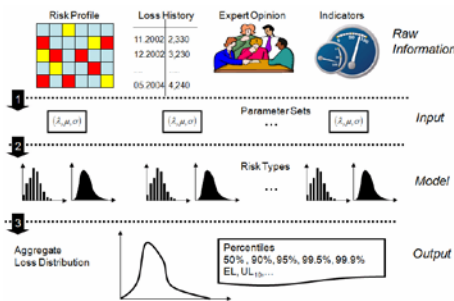 Risk Profile
Loss History
Expert Opinion
Indicators
11.2002 2,330
12.2002 3,230
.... ....
05.2004 4,240
Raw
Information
1
(λ,μ,σ)
(λ,μ,σ)
Parameter Sets
...
(λ,μ,σ)
Input
2
Risk Types
...
Model
3
Aggregate
Loss Distribution
Percentiles
50%, 90%, 95%, 99.5%, 99.9%
EL, UL
Output